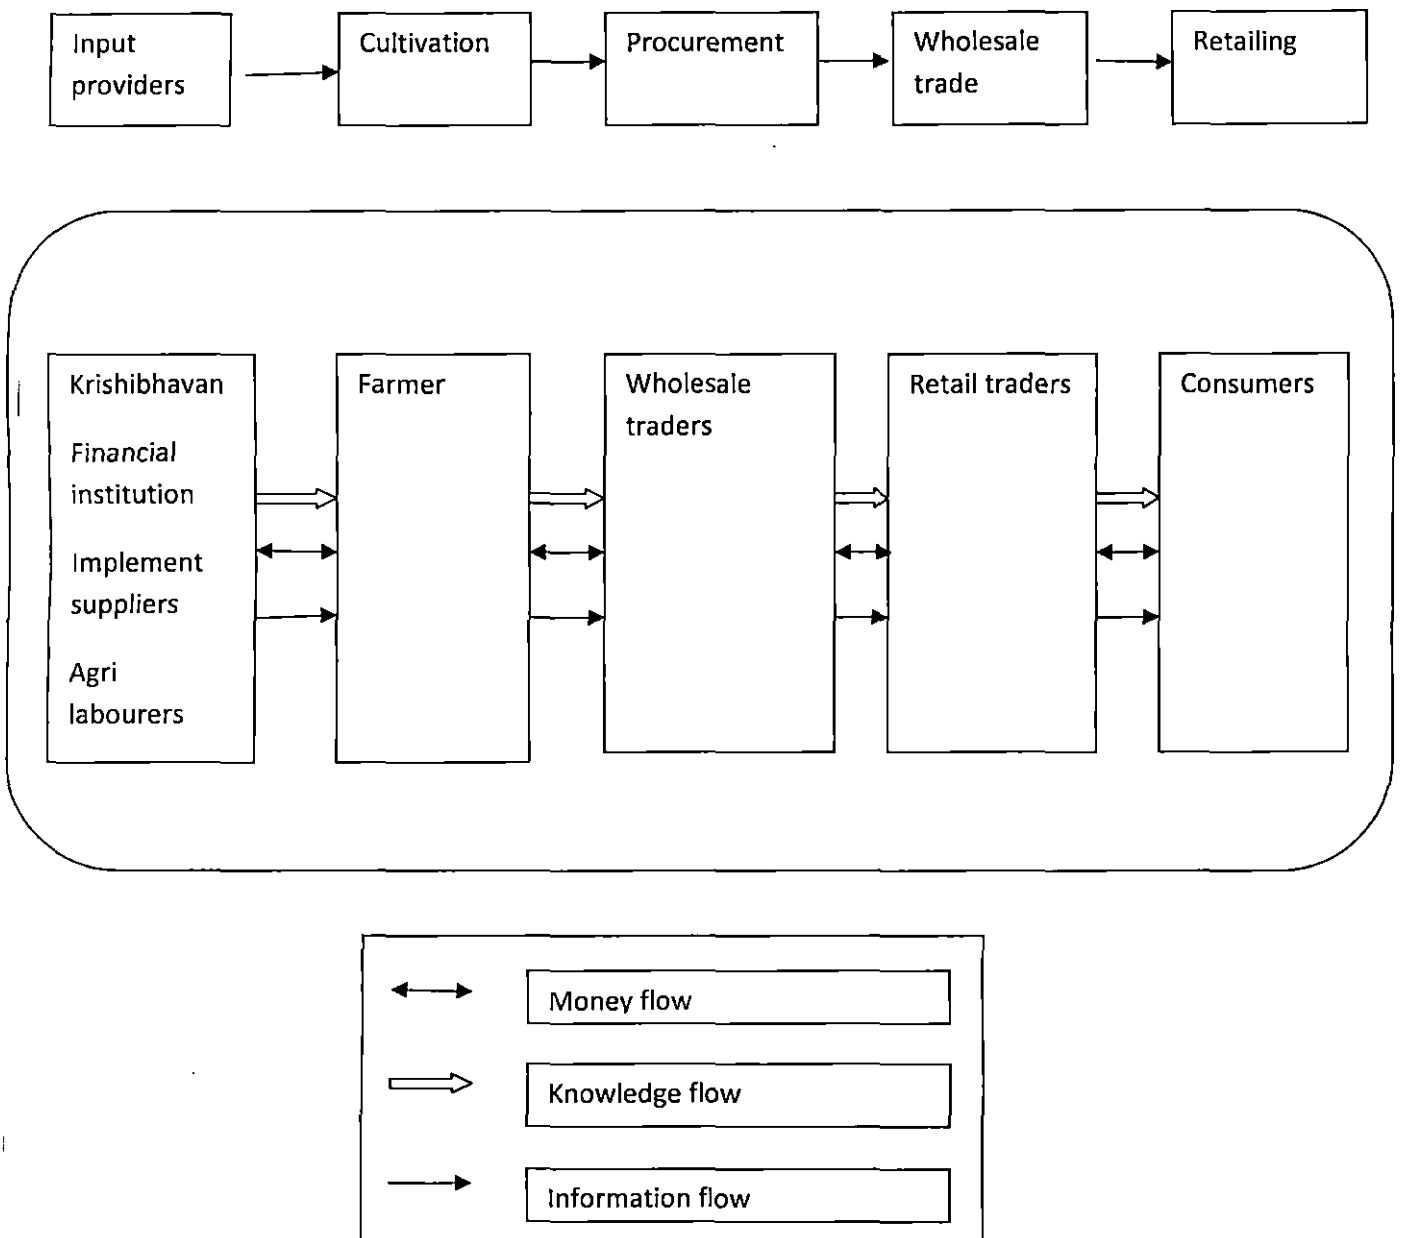 Input
providers
Cultivation
Procurement
Wholesale
trade
Retailing
Krishibhavan
Financial
institution
Implement
suppliers
Agri
labourers
Farmer
Wholesale
traders
Retail traders
Consumers
Money flow
Knowledge flow
Information flow